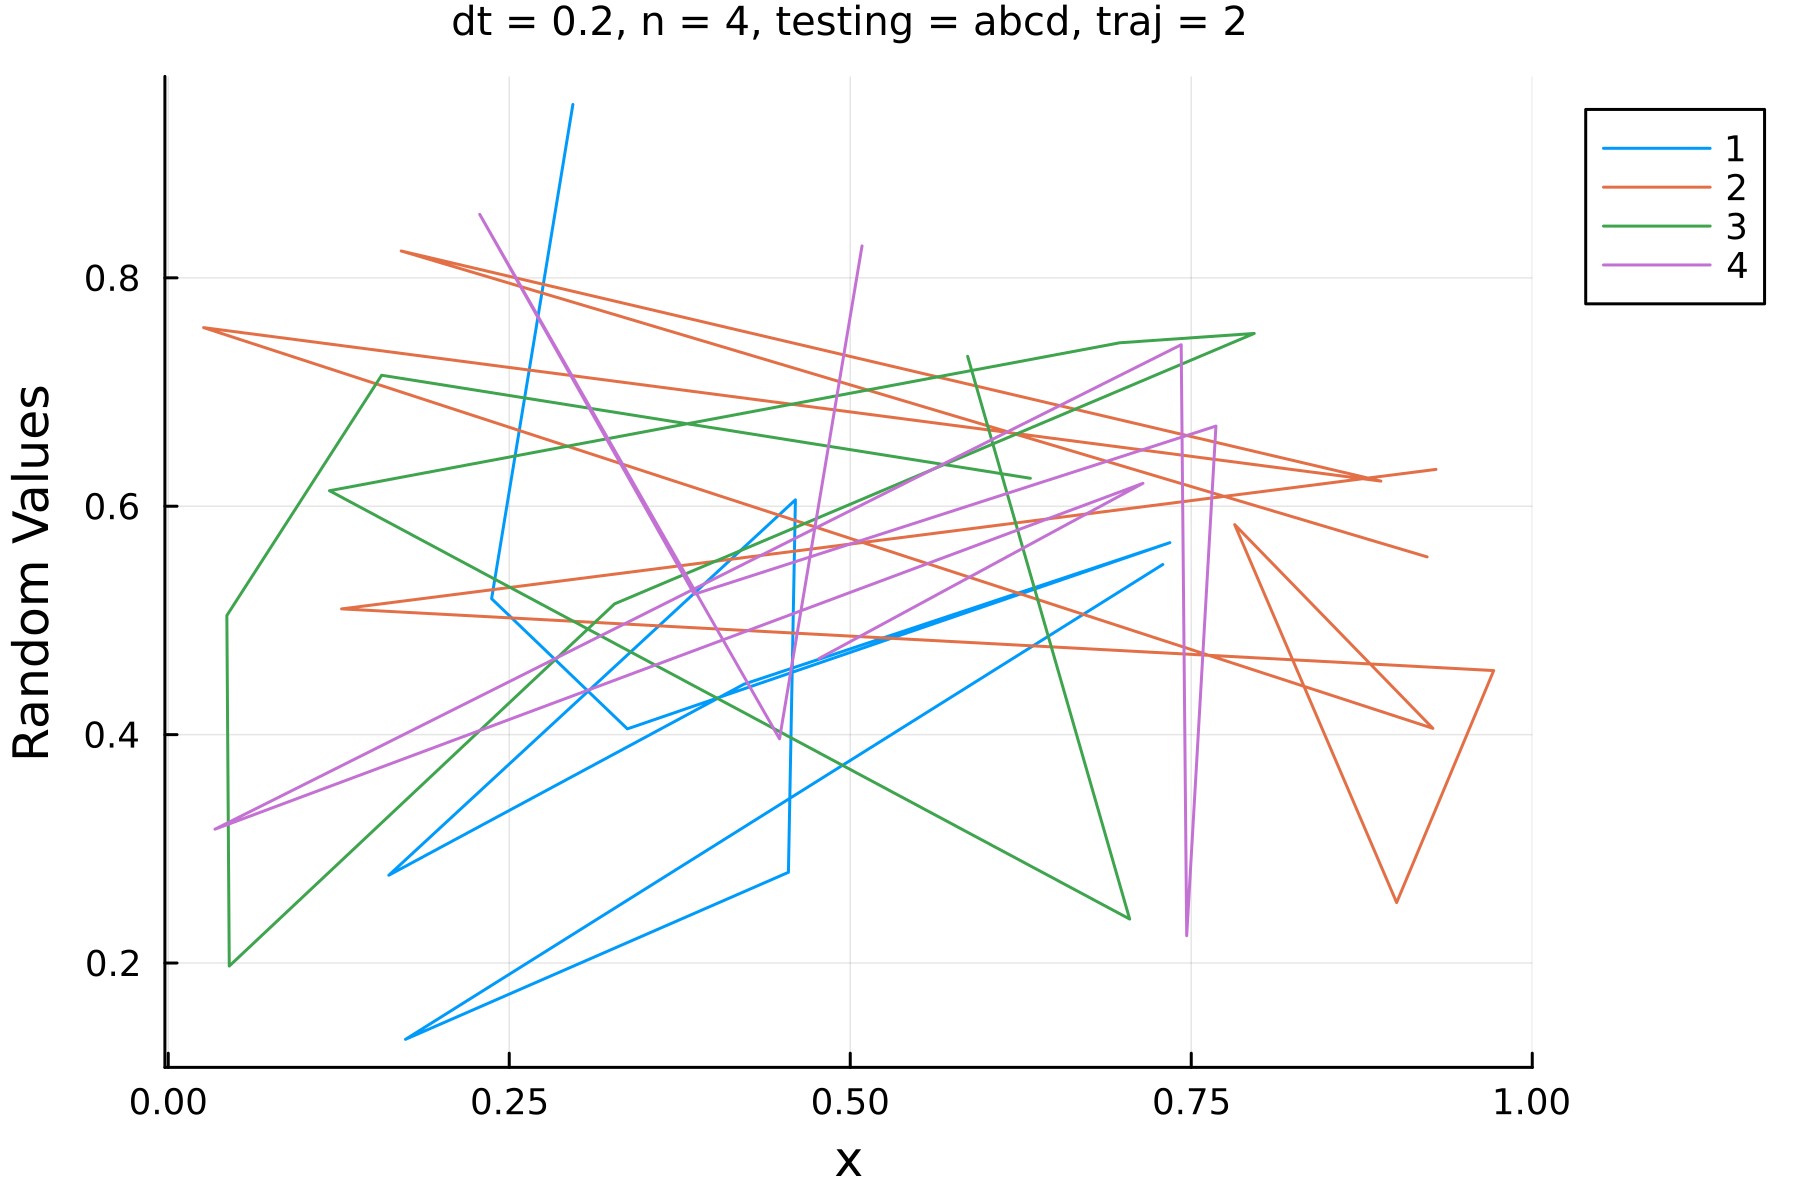 dt = 0.2, n = 4, testing = abcd, traj = 2
1
2
3
4
Random Values
0.8
0.6
0.4
0.2
0.00 0.25 0.50 0.75 1.00
x